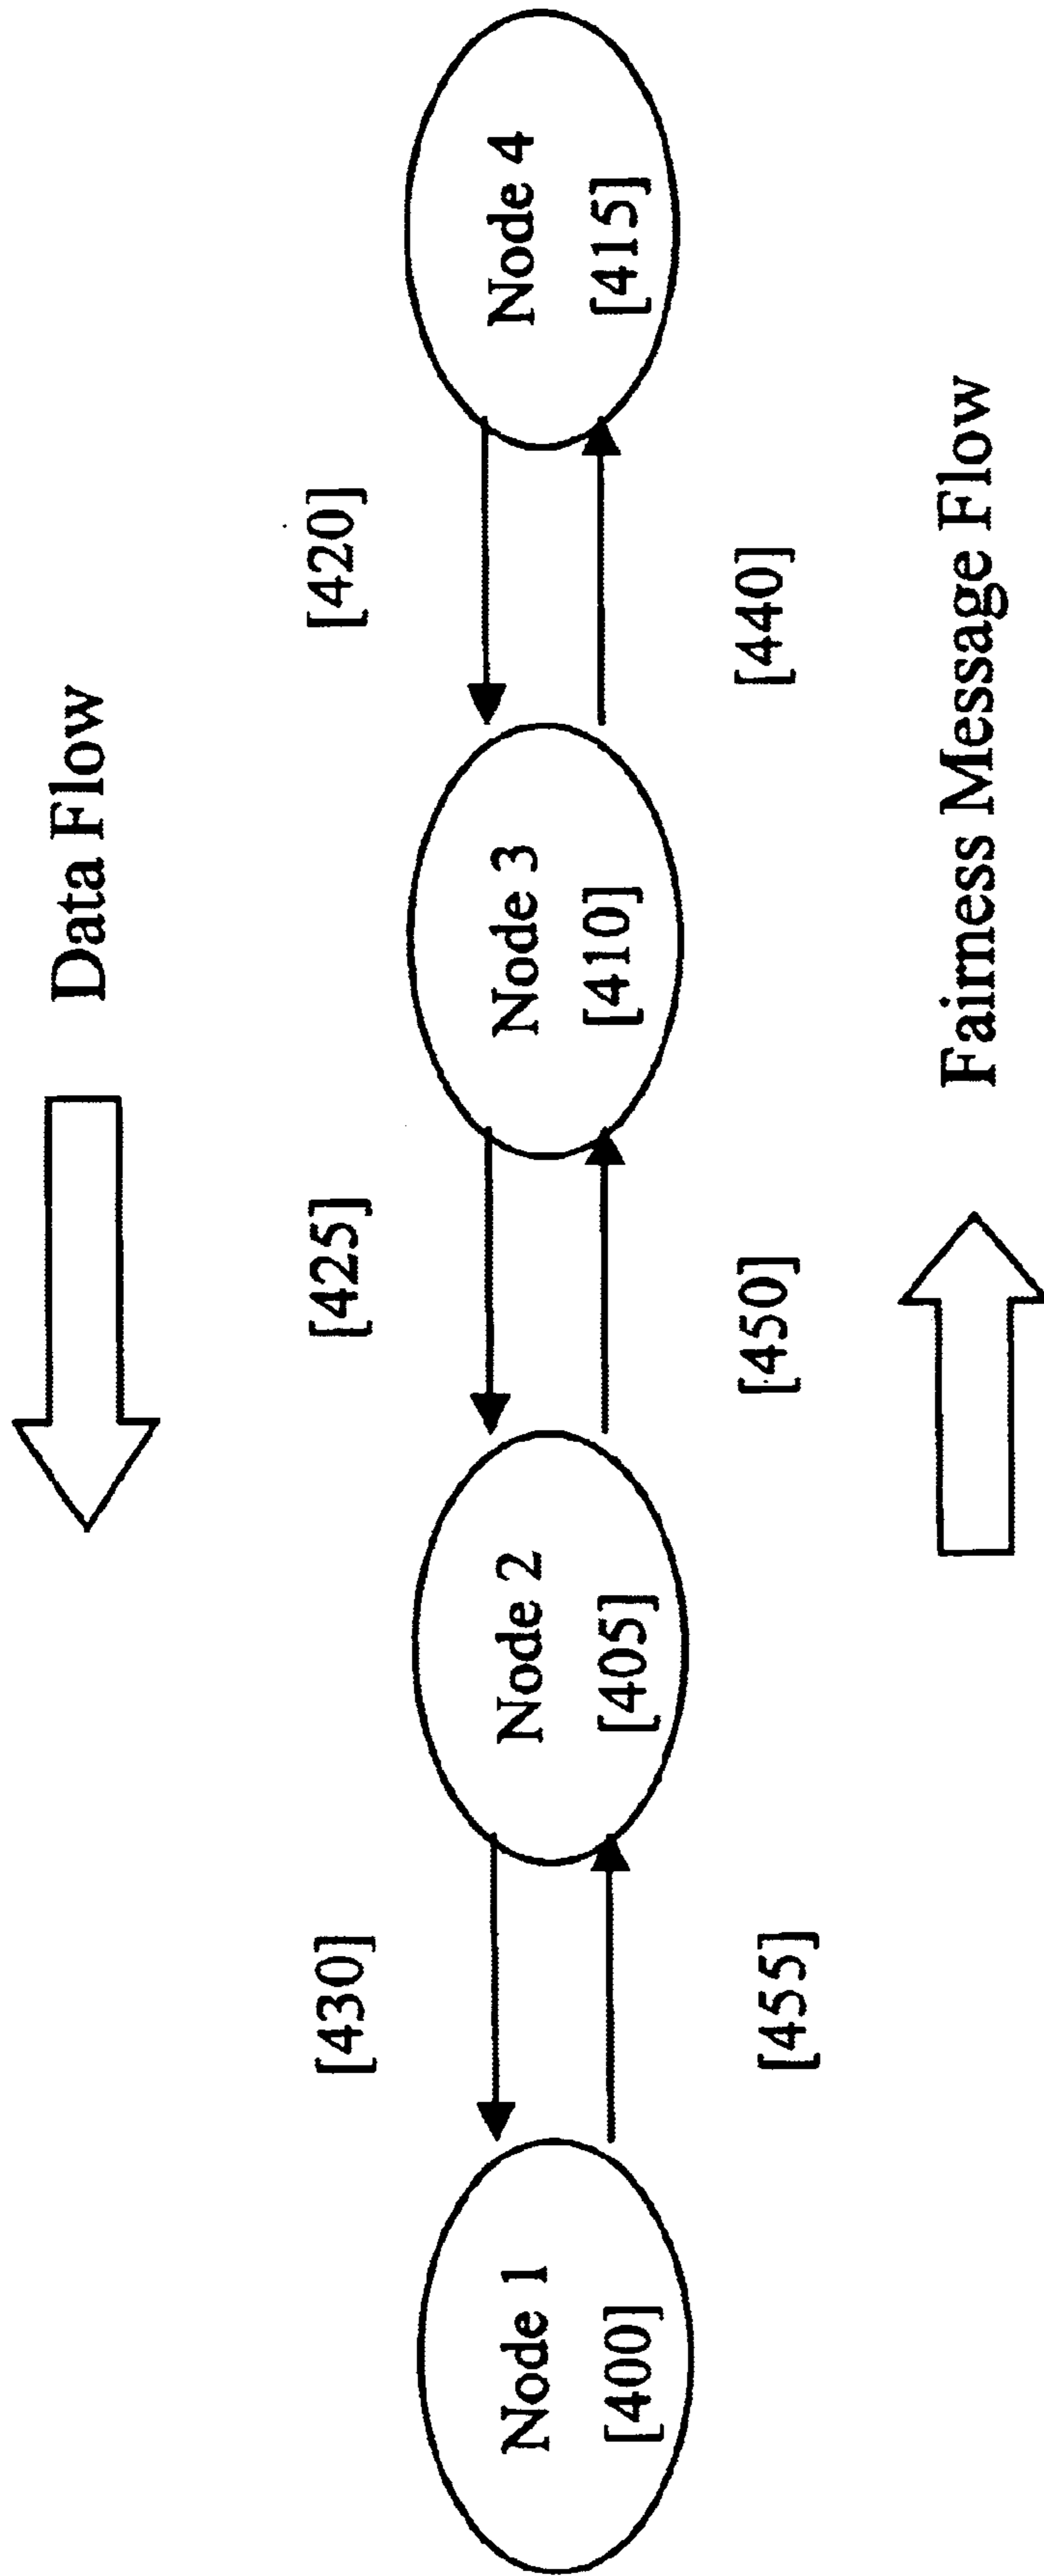 Data Flow
[430]
[425]
[420]
Node 1
[400]
Node 2
[405]
Node 3
[410]
Node 4
[415]
[455]
[450]
[440]
Fairness Message Flow